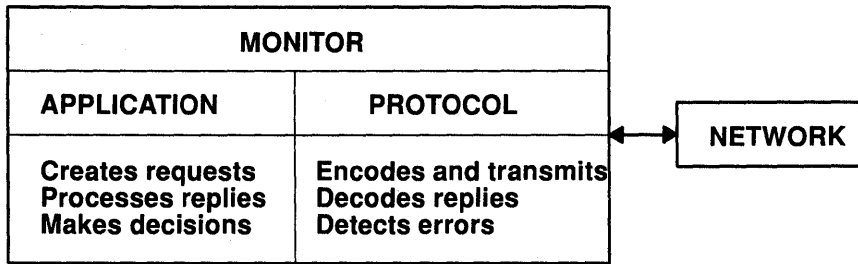 MONITOR
APPLICATION
PROTOCOL
Creates requests
Processes replies
Makes decisions
Encodes and transmits
Decodes replies
Detects errors
NETWORK